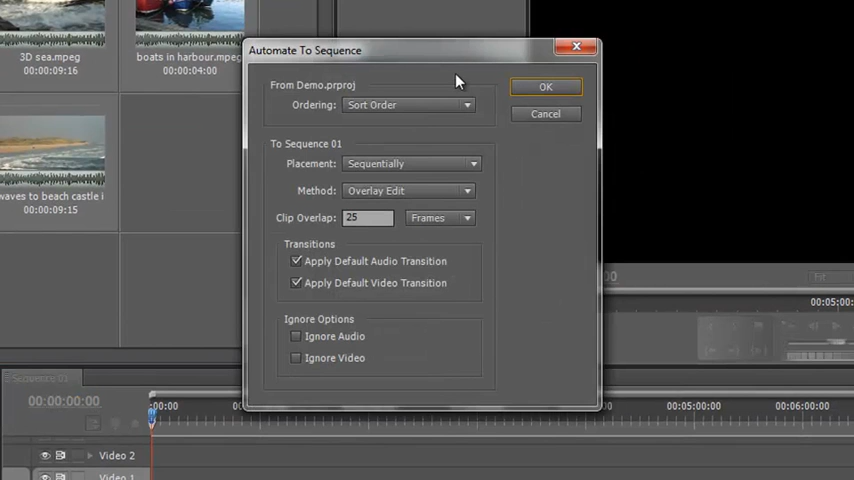 3D sea.mpeg
00:00:09:16
boats in harbour.mpeg
00:00:04:00
waves to beach castle i
00:00:09:15
Automate To Sequence
From Demo.prproj
Ordering: Sort Order
OK
Cancel
To Sequence 01
Placement: Sequentially
Method: Overlay Edit
Clip Overlap: 25 Frames
Transitions
Apply Default Audio Transition
Apply Default Video Transition
Ignore Options
Ignore Audio
Ignore Video
00
Fit
00:05:00:
Sequence 01
00:00:00:00
:00:00
00:05:00:00
00:06:00:00
Video 2
Video 1